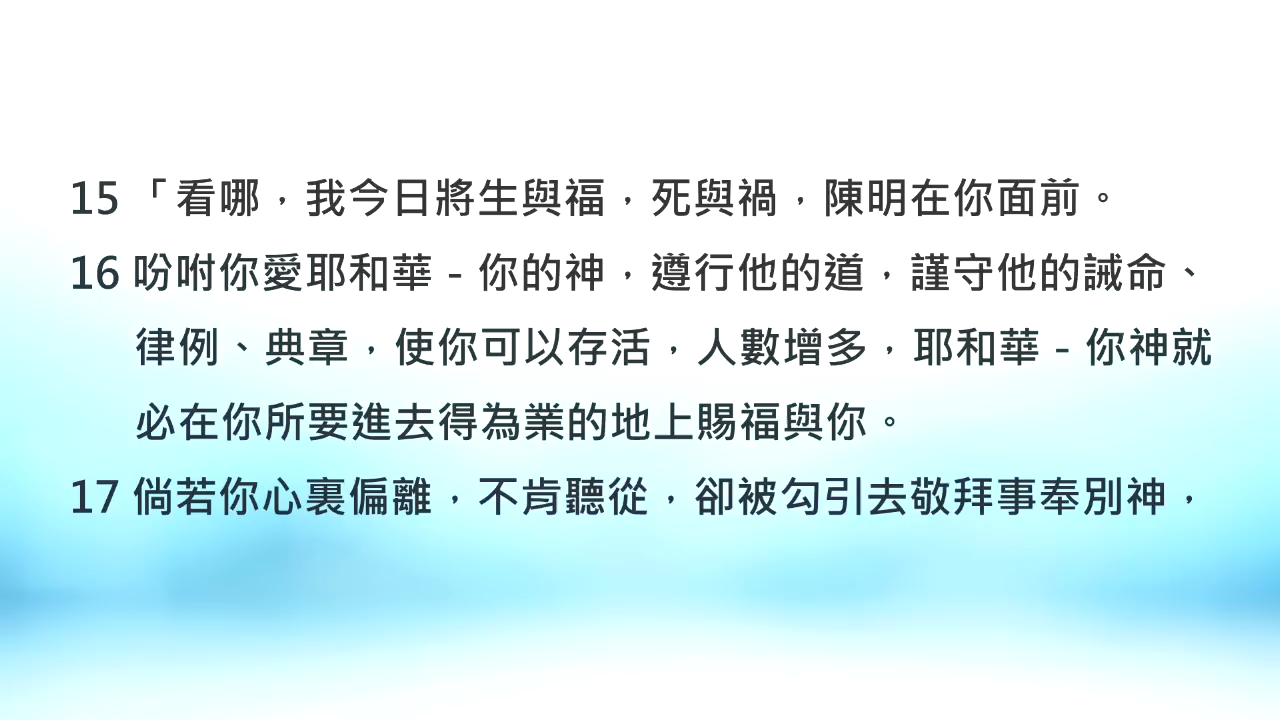 15 「看哪，我今日將生與福，死與禍，陳明在你面前。
16 吩咐你愛耶和華－你的神，遵行他的道，謹守他的誡命、
律例、典章，使你可以存活，人數增多，耶和華－你神就
必在你所要進去得為業的地上賜福與你。
17 倘若你心裏偏離，不肯聽從，卻被勾引去敬拜事奉別神，